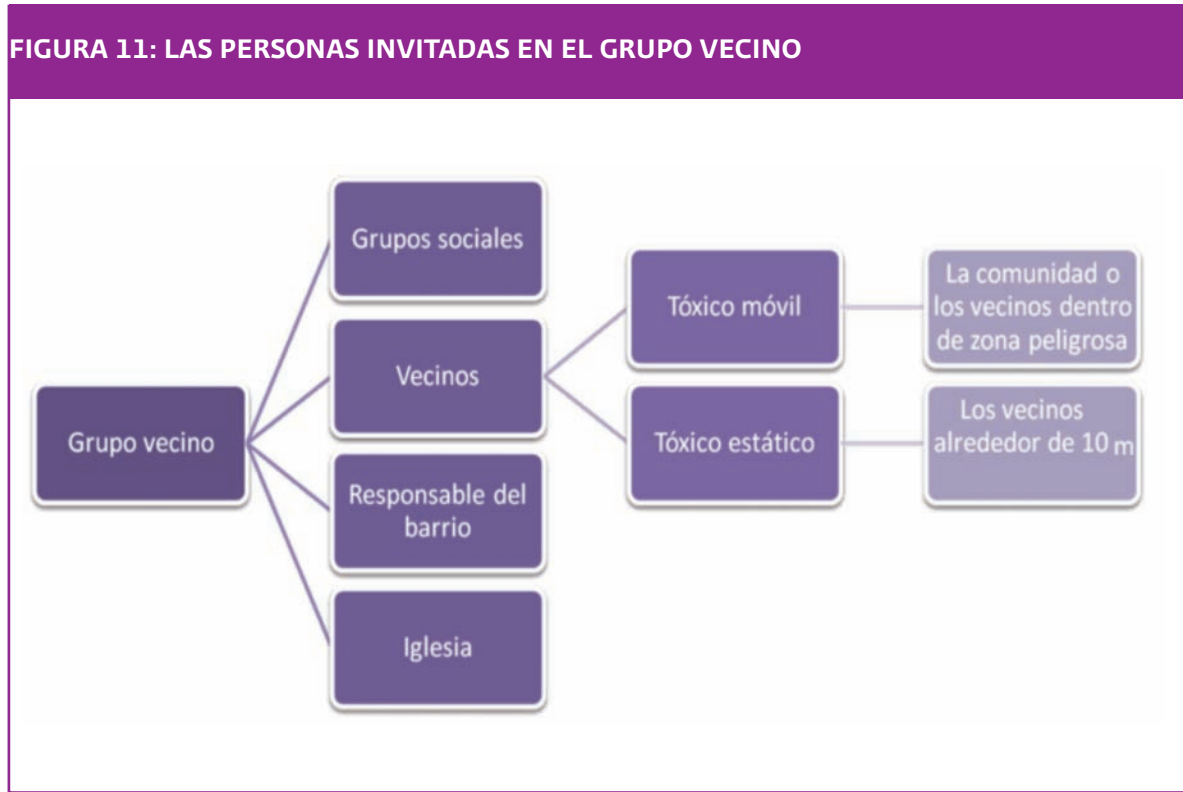 FIGURA 11: LAS PERSONAS INVITADAS EN EL GRUPO VECINO
Grupo vecino
Grupos sociales
Vecinos
Responsable del
barrio
Iglesia
Tóxico móvil
Tóxico estático
La comunidad o
los vecinos dentro
de zona peligrosa
Los vecinos
alrededor de 10 m